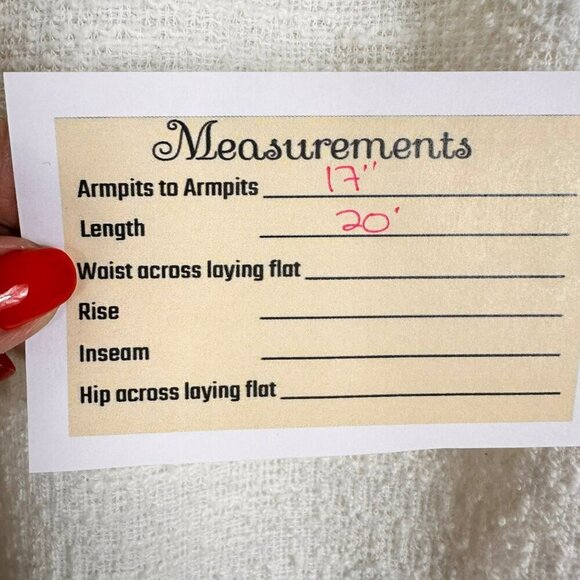 Measurements
Armpits to Armpits 17"
Length 20'
Waist across laying flat
Rise
Inseam
Hip across laying flat